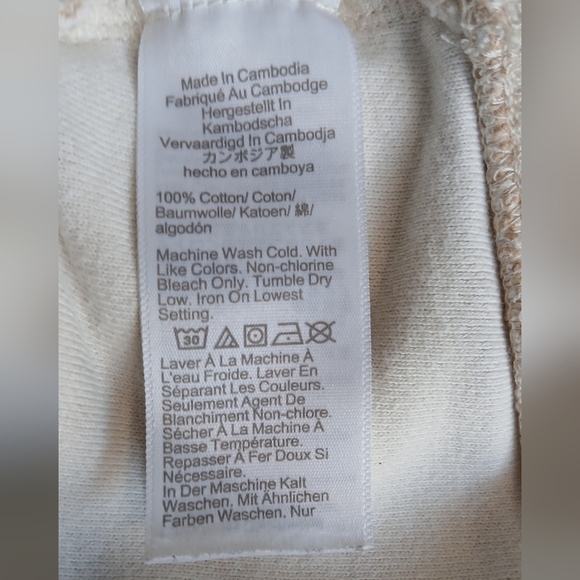 Made In Cambodia
Fabriqué Au Cambodge
Hergestellt In
Kambodscha
Vervaardigd In Cambodja
カンボジア製
hecho en camboya
100% Cotton/ Coton/
Baumwolle/ Katoen/ 綿/
algodón
Machine Wash Cold. With
Like Colors. Non-chlorine
Bleach Only. Tumble Dry
Low. Iron On Lowest
Setting.
30
Laver À La Machine À
L'eau Froide. Laver En
Séparant Les Couleurs.
Seulement Agent De
Blanchiment Non-chlore.
Sécher À La Machine À
Basse Température.
Repasser À Fer Doux Si
Nécessaire.
In Der Maschine Kalt
Waschen. Mit Ähnlichen
Farben Waschen. Nur